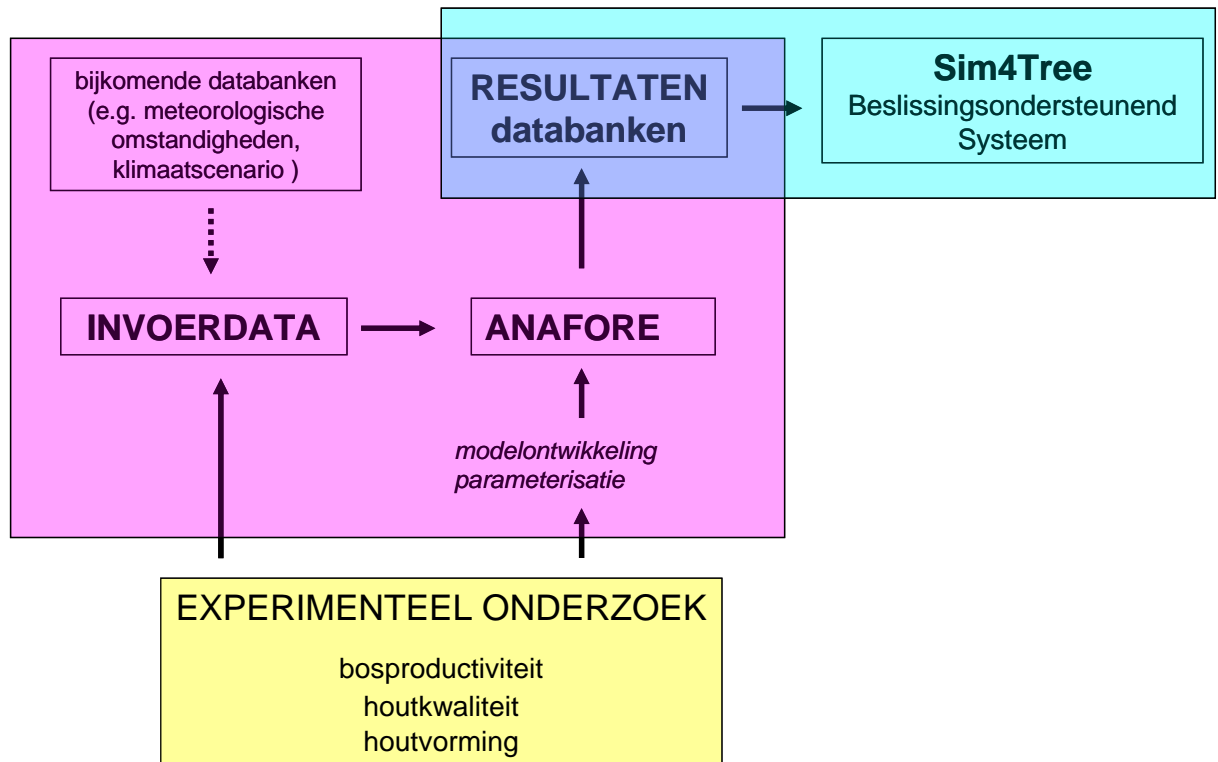 bijkomende databanken
(e.g. meteorologische
omstandigheden,
klimaatscenario )
RESULTATEN
databanken
Sim4Tree
Beslissingsondersteunend
Systeem
INVOERDATA
ANAFORE
modelontwikkeling
parameterisatie
EXPERIMENTEEL ONDERZOEK
bosproductiviteit
houtkwaliteit
houtvorming